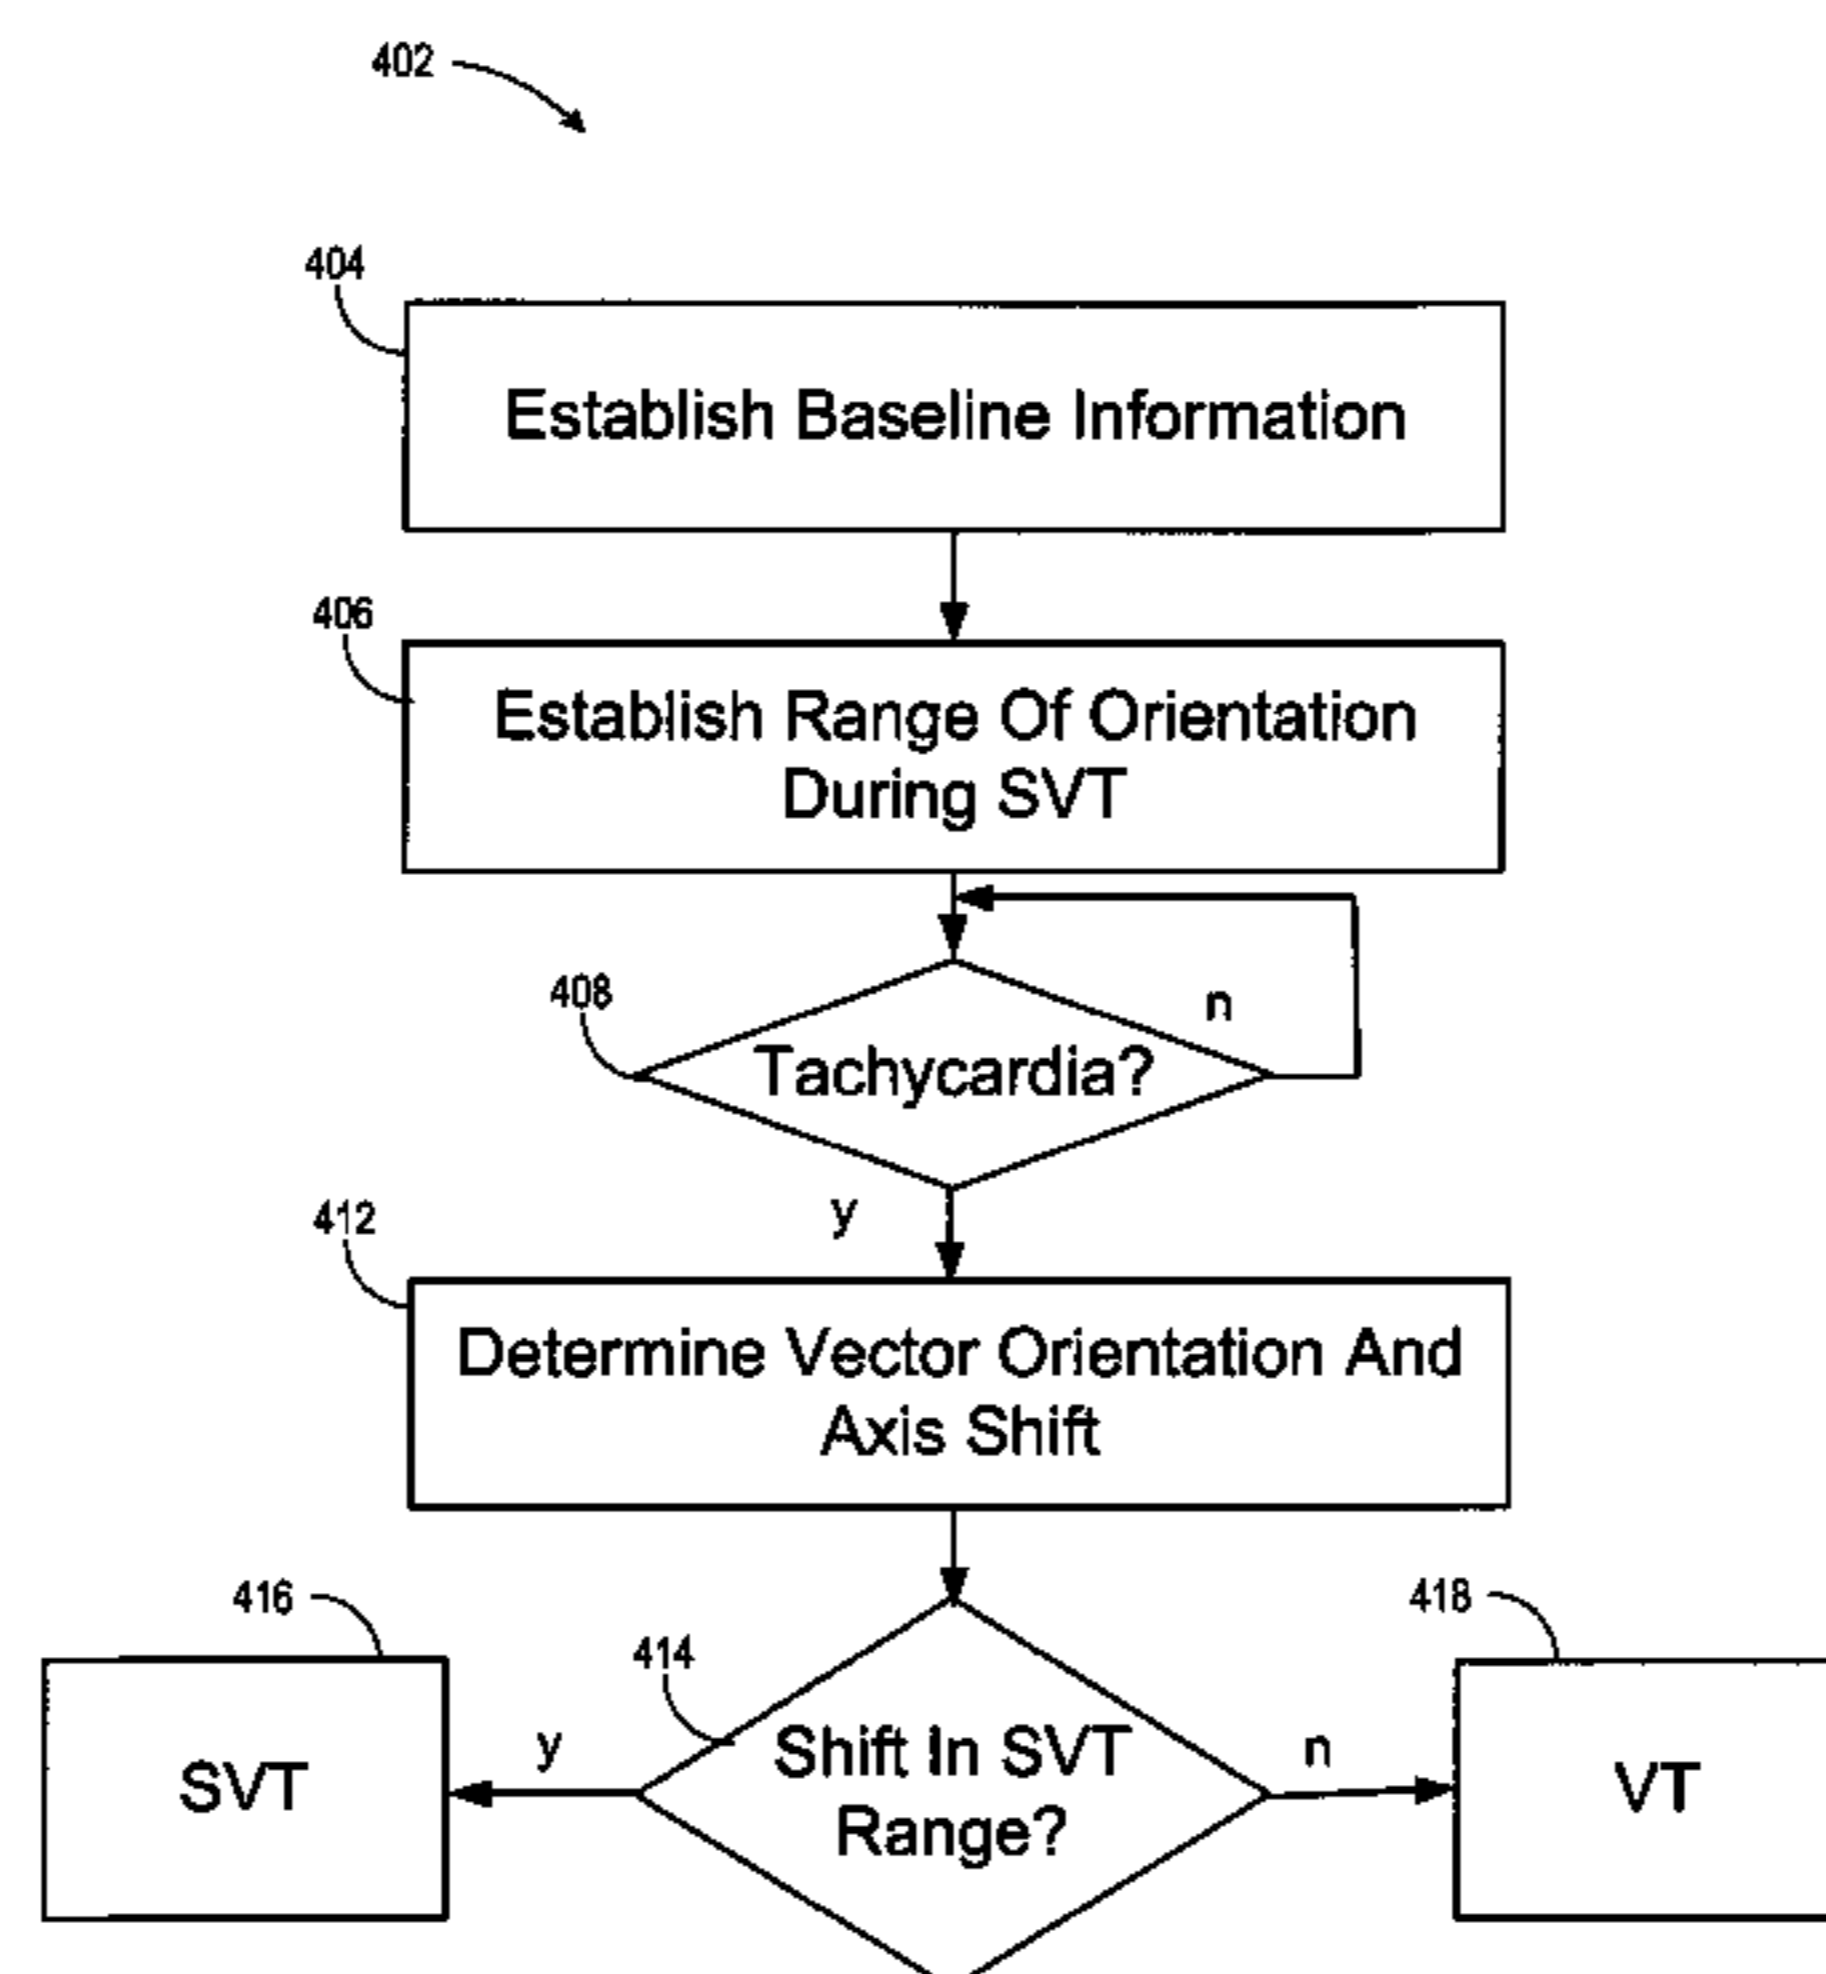 402
404
Establish Baseline Information
406
Establish Range Of Orientation
During SVT
408
n
Tachycardia?
y
412
Determine Vector Orientation And
Axis Shift
416
418
414
SVT
y
Shift In SVT
Range?
n
VT